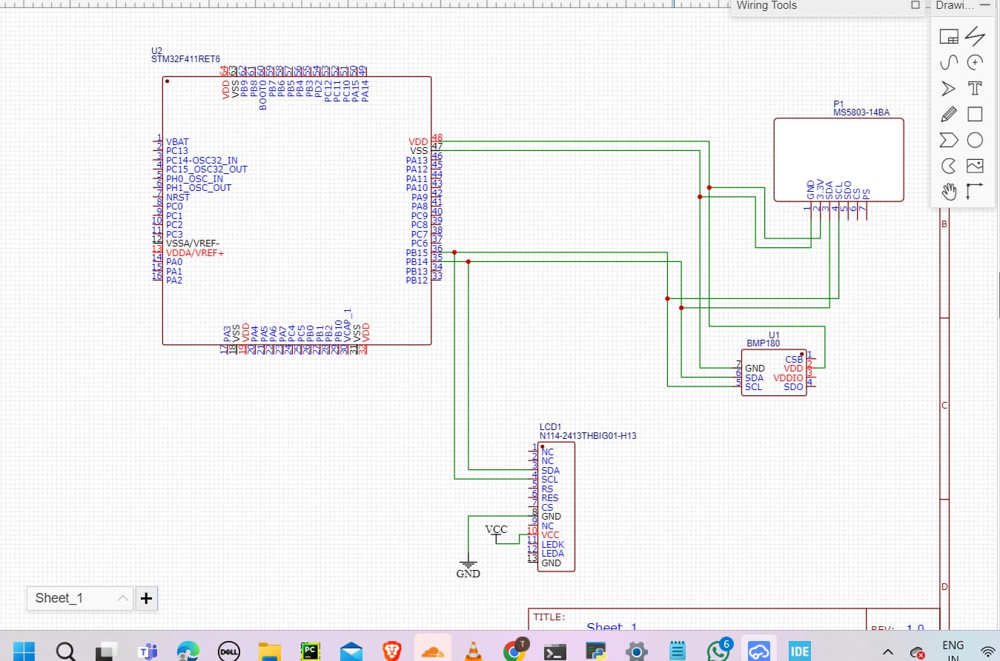 Wiring Tools
Drawi...
U2
STM32F411RET6
64 63 62 61 60 59 58 57 56 55 54 53 52 51 50 49
VDD VSS PB9 PB8 BOOT0 PB7 PB6 PB5 PB4 PB3 PD2 PC12 PC11 PC10 PA15 PA14
1 VBAT
2 PC13
3 PC14-OSC32_IN
4 PC15_OSC32_OUT
5 PH0_OSC_IN
6 PH1_OSC_OUT
7 NRST
8 PC0
9 PC1
10 PC2
11 PC3
12 VSSA/VREF-
13 VDDA/VREF+
14 PA0
15 PA1
16 PA2
VDD 48
VSS 47
PA13 46
PA12 45
PA11 44
PA10 43
PA9 42
PA8 41
PC9 40
PC8 39
PC7 38
PC6 37
PB15 36
PB14 35
PB13 34
PB12 33
PA3 VSS VDD PA4 PA5 PA6 PA7 PC4 PC5 PB0 PB1 PB2 PB10 VCAP_1 VSS VDD
17 18 19 20 21 22 23 24 25 26 27 28 29 30 31 32
P1
MS5803-14BA
GND 3.3V SDA SCL SDO CS PS
1 2 3 4 5 6 7
B
U1
BMP180
7 GND
6 SDA
5 SCL
CSB 1
VDD 2
VDDIO 3
SDO 4
C
LCD1
N114-2413THBIG01-H13
1 NC
2 NC
3 SDA
4 SCL
5 RS
6 RES
7 CS
8 GND
9 NC
10 VCC
11 LEDK
12 LEDA
13 GND
VCC
GND
D
Sheet_1
TITLE:
Sheet_1
REV: 1.0
DELL
PC
T
6
IDE
ENG
IN